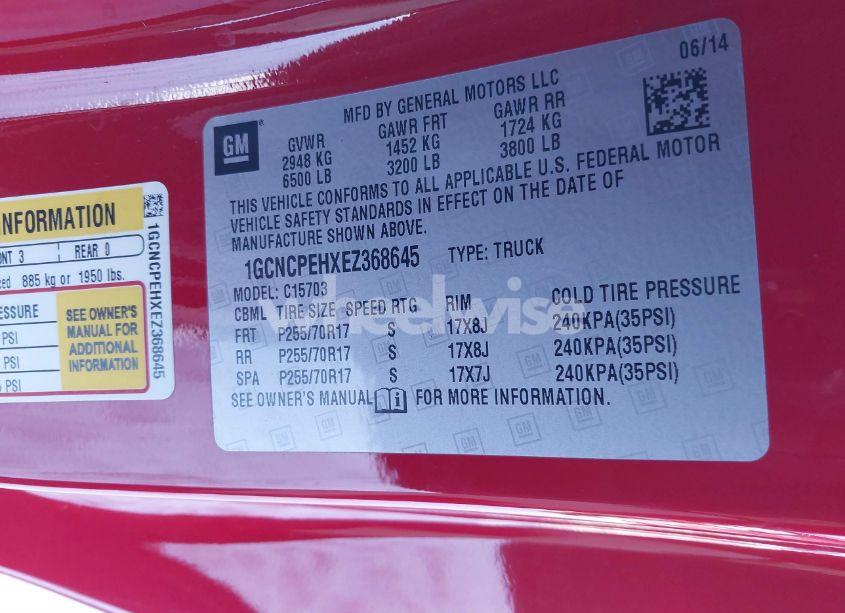 06/14
MFD BY GENERAL MOTORS LLC
GM
GVWR GAWR FRT GAWR RR
2948 KG 1452 KG 1724 KG
6500 LB 3200 LB 3800 LB
THIS VEHICLE CONFORMS TO ALL APPLICABLE U.S. FEDERAL MOTOR
VEHICLE SAFETY STANDARDS IN EFFECT ON THE DATE OF
MANUFACTURE SHOWN ABOVE.
1GCNCPEHXEZ368645 TYPE: TRUCK
MODEL: C15703
CBML TIRE SIZE SPEED RTG RIM COLD TIRE PRESSURE
FRT P255/70R17 S 17X8J 240KPA(35PSI)
RR P255/70R17 S 17X8J 240KPA(35PSI)
SPA P255/70R17 S 17X7J 240KPA(35PSI)
SEE OWNER'S MANUAL i FOR MORE INFORMATION.
wheelwise
INFORMATION
3 REAR 0
885 kg or 1950 lbs.
SEE OWNER'S
MANUAL FOR
ADDITIONAL
INFORMATION
PSI
PSI
PSI
1GCNCPEHXEZ368645